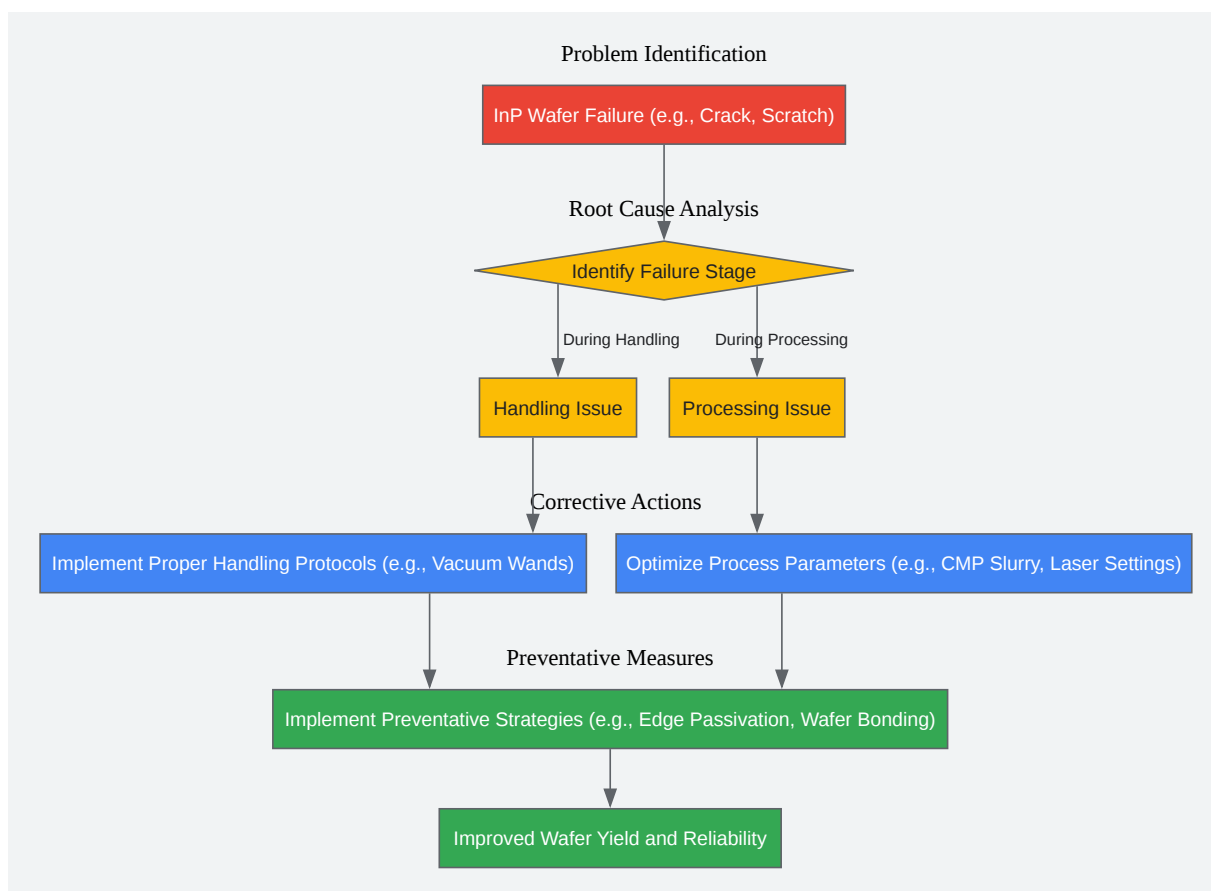 Problem Identification
InP Wafer Failure (e.g., Crack, Scratch)
Root Cause Analysis
Identify Failure Stage
During Handling
During Processing
Handling Issue
Processing Issue
Corrective Actions
Implement Proper Handling Protocols (e.g., Vacuum Wands)
Optimize Process Parameters (e.g., CMP Slurry, Laser Settings)
Preventative Measures
Implement Preventative Strategies (e.g., Edge Passivation, Wafer Bonding)
Improved Wafer Yield and Reliability